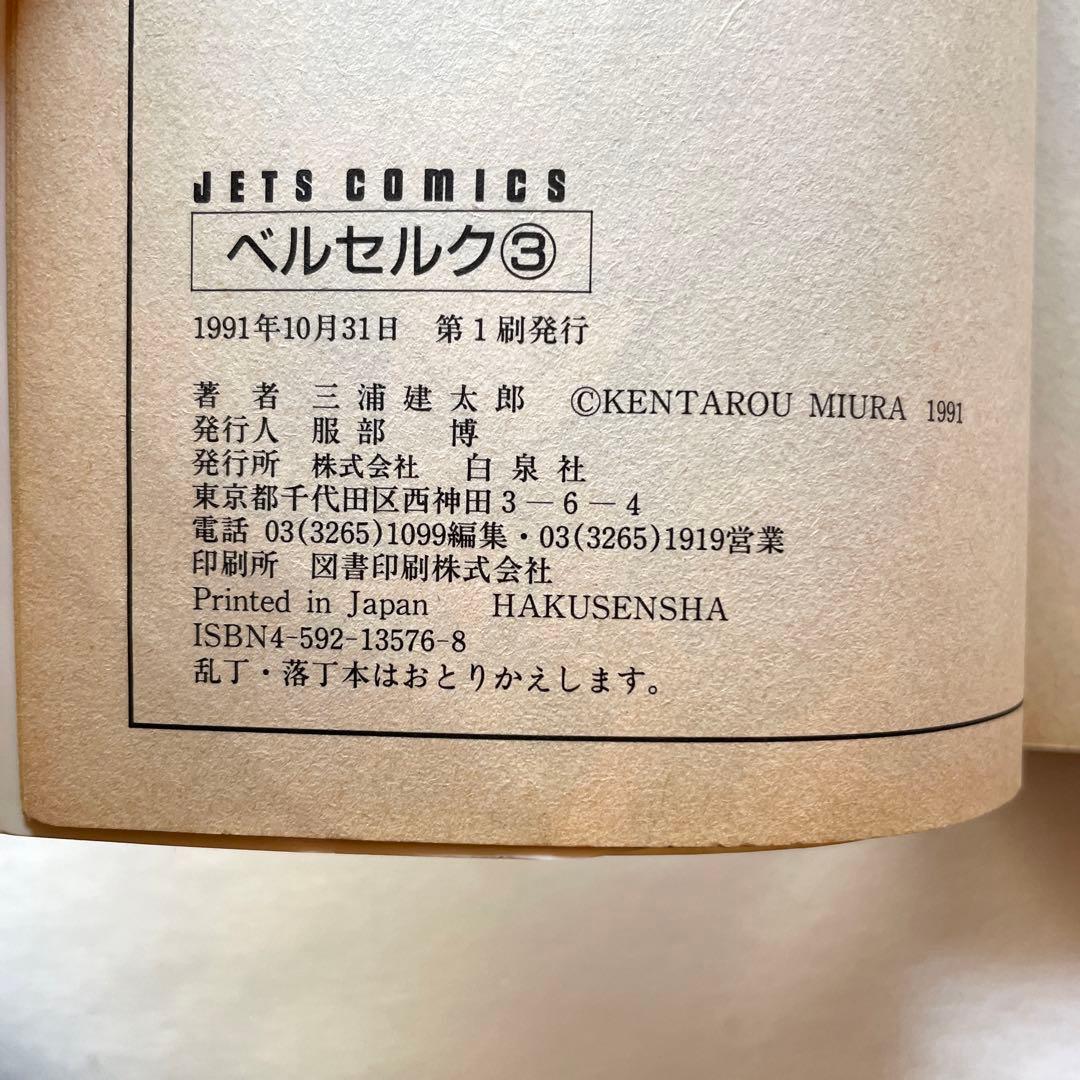 JETS COMICS
ベルセルク③
1991年10月31日 第1刷発行
著者 三浦建太郎 ©KENTAROU MIURA 1991
発行人 服部 博
発行所 株式会社 白泉社
東京都千代田区西神田3－6－4
電話 03(3265)1099編集・03(3265)1919営業
印刷所 図書印刷株式会社
Printed in Japan HAKUSENSHA
ISBN4-592-13576-8
乱丁・落丁本はおとりかえします。